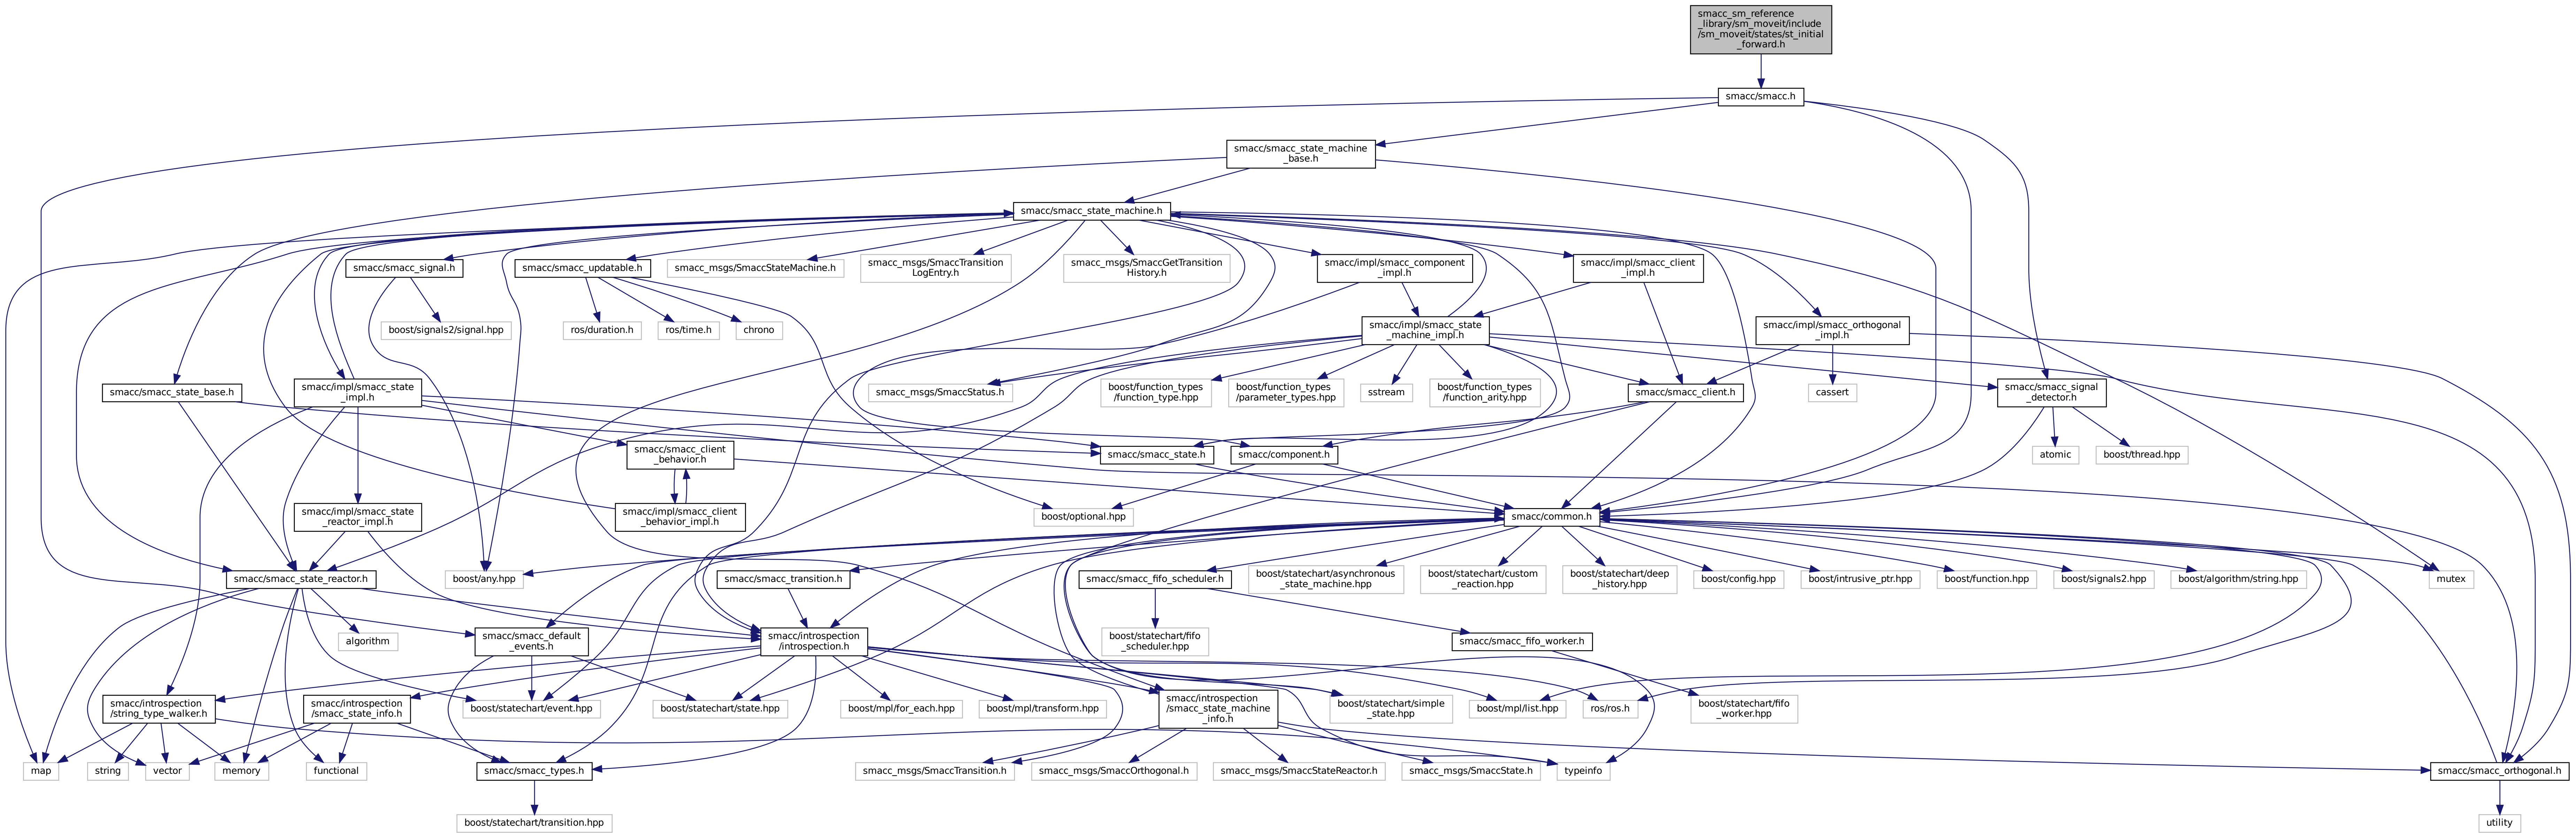 smacc_sm_reference
_library/sm_moveit/include
/sm_moveit/states/st_initial
_forward.h
smacc/smacc.h
smacc/smacc_state_machine
_base.h
smacc/smacc_state_machine.h
smacc/smacc_signal.h
smacc/smacc_updatable.h
smacc_msgs/SmaccStateMachine.h
smacc_msgs/SmaccTransition
LogEntry.h
smacc_msgs/SmaccGetTransition
History.h
smacc/impl/smacc_component
_impl.h
smacc/impl/smacc_client
_impl.h
boost/signals2/signal.hpp
ros/duration.h
ros/time.h
chrono
smacc/impl/smacc_state
_machine_impl.h
smacc/impl/smacc_orthogonal
_impl.h
smacc/smacc_state_base.h
smacc/impl/smacc_state
_impl.h
smacc_msgs/SmaccStatus.h
boost/function_types
/function_type.hpp
boost/function_types
/parameter_types.hpp
sstream
boost/function_types
/function_arity.hpp
smacc/smacc_client.h
cassert
smacc/smacc_signal
_detector.h
smacc/smacc_client
_behavior.h
smacc/smacc_state.h
smacc/component.h
atomic
boost/thread.hpp
smacc/impl/smacc_state
_reactor_impl.h
smacc/impl/smacc_client
_behavior_impl.h
boost/optional.hpp
smacc/common.h
smacc/smacc_state_reactor.h
boost/any.hpp
smacc/smacc_transition.h
smacc/smacc_fifo_scheduler.h
boost/statechart/asynchronous
_state_machine.hpp
boost/statechart/custom
_reaction.hpp
boost/statechart/deep
_history.hpp
boost/config.hpp
boost/intrusive_ptr.hpp
boost/function.hpp
boost/signals2.hpp
boost/algorithm/string.hpp
mutex
algorithm
smacc/smacc_default
_events.h
smacc/introspection
/introspection.h
boost/statechart/fifo
_scheduler.hpp
smacc/smacc_fifo_worker.h
smacc/introspection
/string_type_walker.h
smacc/introspection
/smacc_state_info.h
boost/statechart/event.hpp
boost/statechart/state.hpp
boost/mpl/for_each.hpp
boost/mpl/transform.hpp
smacc/introspection
/smacc_state_machine
_info.h
boost/statechart/simple
_state.hpp
boost/mpl/list.hpp
ros/ros.h
boost/statechart/fifo
_worker.hpp
map
string
vector
memory
functional
smacc/smacc_types.h
smacc_msgs/SmaccTransition.h
smacc_msgs/SmaccOrthogonal.h
smacc_msgs/SmaccStateReactor.h
smacc_msgs/SmaccState.h
typeinfo
smacc/smacc_orthogonal.h
boost/statechart/transition.hpp
utility